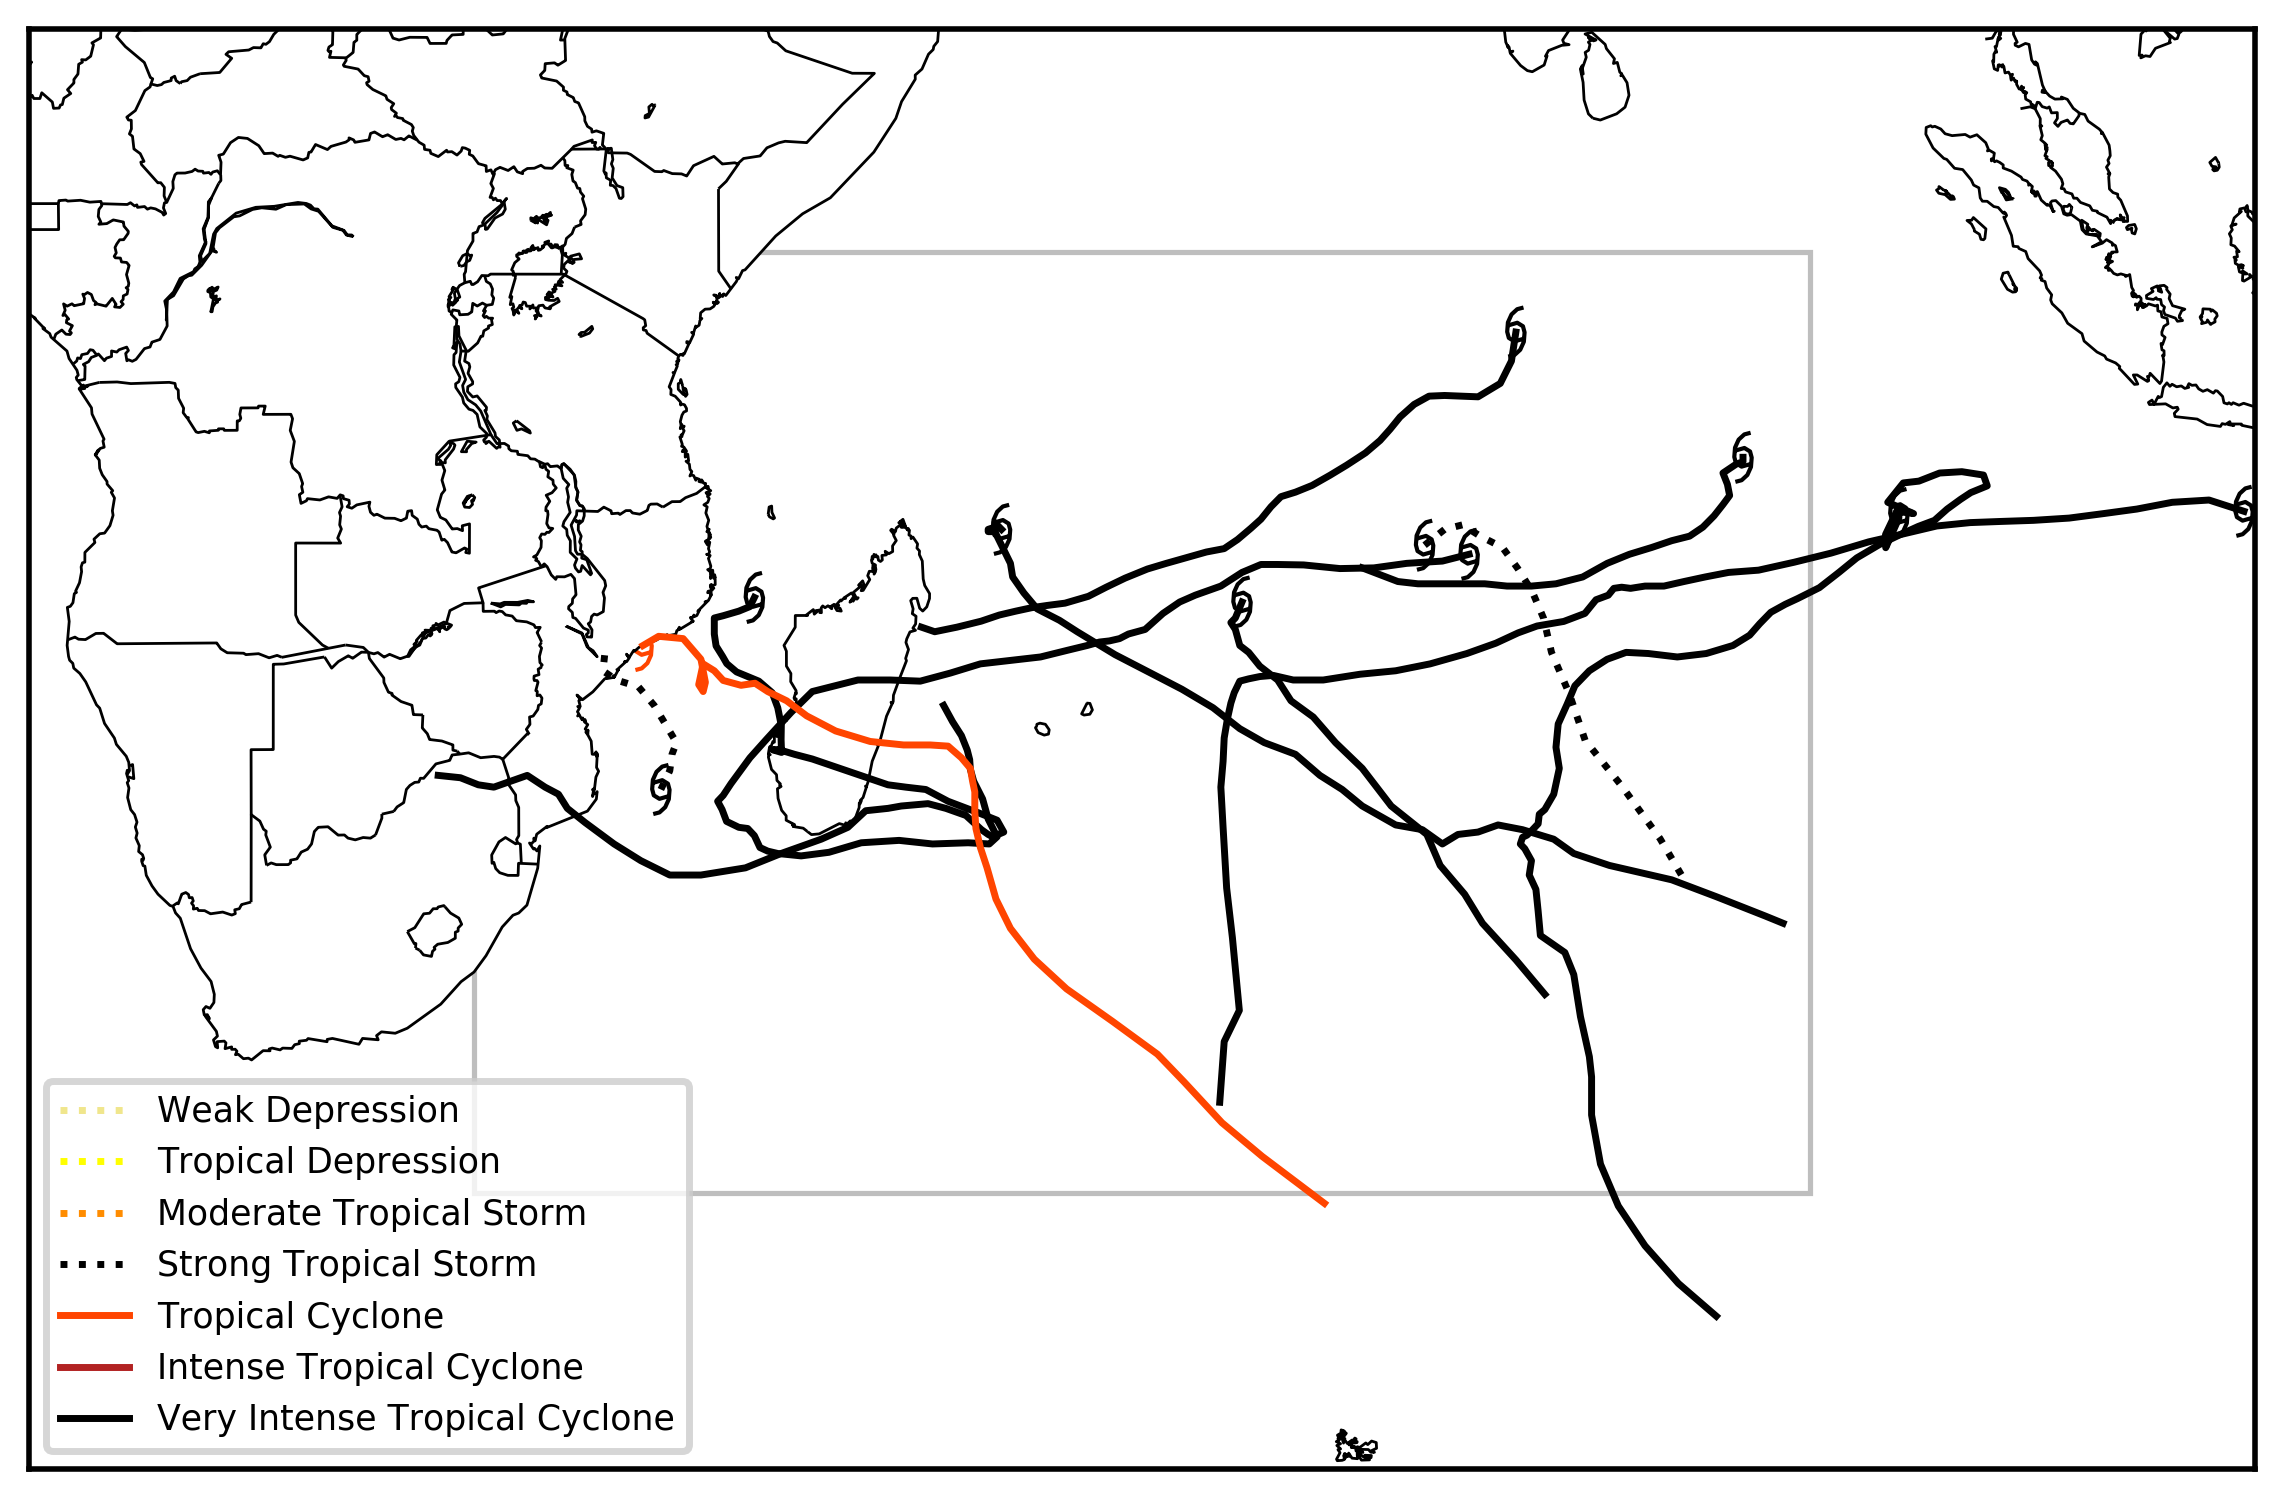 Weak Depression
Tropical Depression
Moderate Tropical Storm
Strong Tropical Storm
Tropical Cyclone
Intense Tropical Cyclone
Very Intense Tropical Cyclone